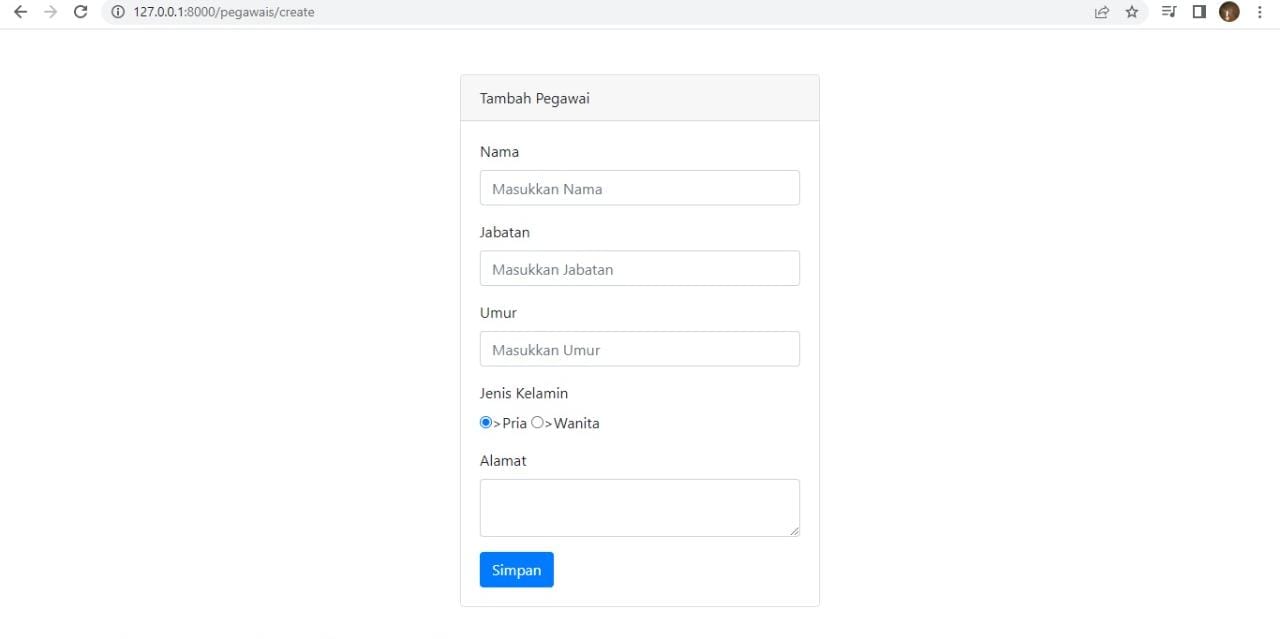 127.0.0.1:8000/pegawais/create
Tambah Pegawai
Nama
Masukkan Nama
Jabatan
Masukkan Jabatan
Umur
Masukkan Umur
Jenis Kelamin
>Pria >Wanita
Alamat
Simpan